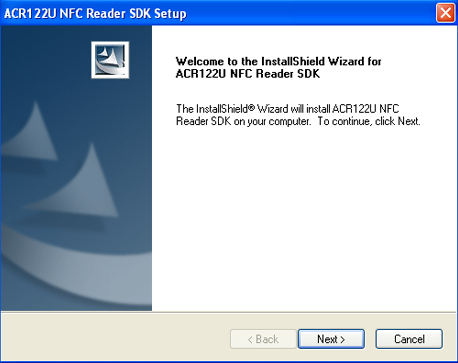 ACR122U NFC Reader SDK Setup
Welcome to the InstallShield Wizard for
ACR122U NFC Reader SDK
The InstallShield® Wizard will install ACR122U NFC
Reader SDK on your computer. To continue, click Next.
< Back Next > Cancel